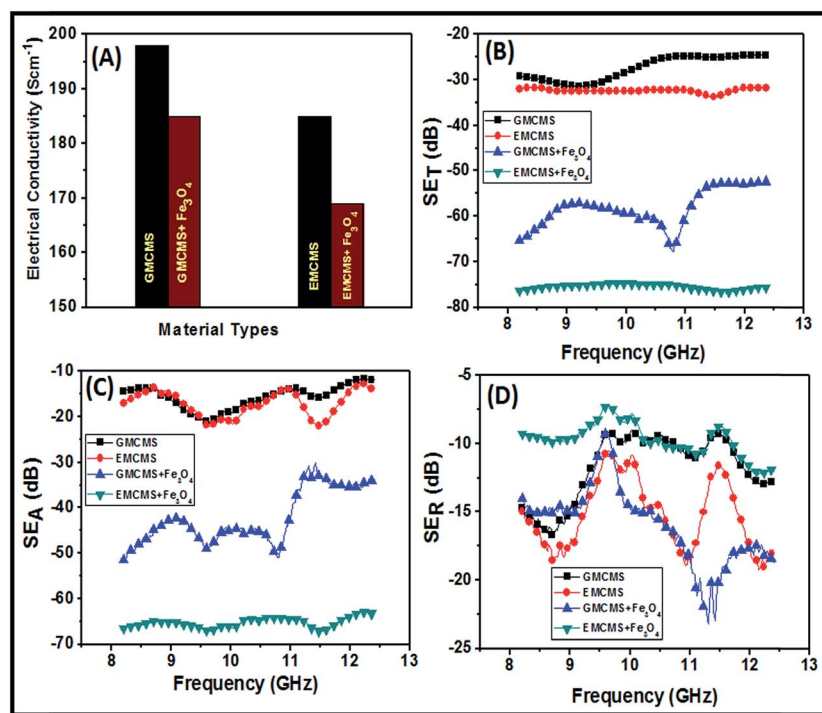 (A)
Electrical Conductivity (Scm⁻¹)
200
190
180
170
160
150
GMCMS
GMCMS+ Fe₃O₄
EMCMS
EMCMS+ Fe₃O₄
Material Types
(B)
SE_T (dB)
-10
-20
-30
-40
-50
-60
-70
-80
GMCMS
EMCMS
GMCMS+Fe₃O₄
EMCMS+Fe₃O₄
8 9 10 11 12 13
Frequency (GHz)
(C)
SE_A (dB)
-10
-20
-30
-40
-50
-60
-70
GMCMS
EMCMS
GMCMS+Fe₃O₄
EMCMS+Fe₃O₄
8 9 10 11 12 13
Frequency (GHz)
(D)
SE_R (dB)
-5
-10
-15
-20
-25
GMCMS
EMCMS
GMCMS+Fe₃O₄
EMCMS+Fe₃O₄
8 9 10 11 12 13
Frequency (GHz)